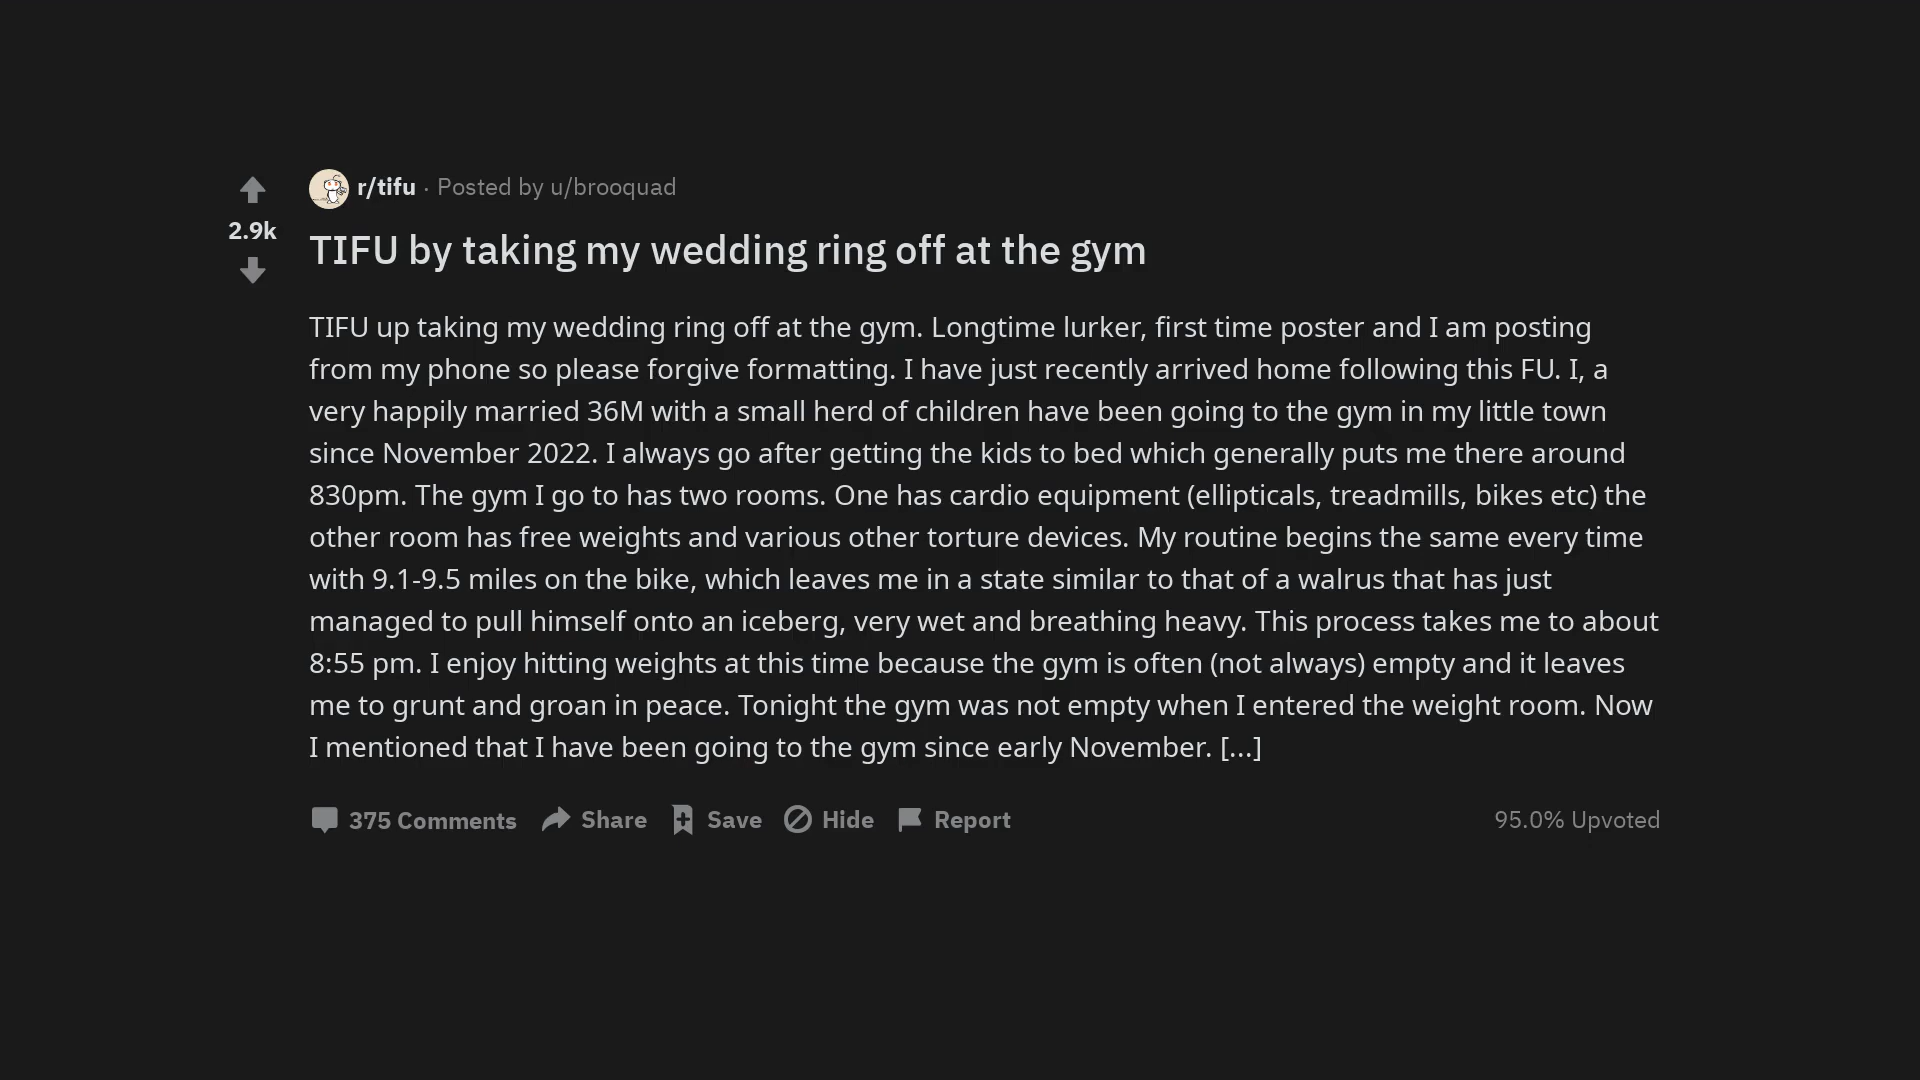 r/tifu · Posted by u/brooquad
2.9k
TIFU by taking my wedding ring off at the gym
TIFU up taking my wedding ring off at the gym. Longtime lurker, first time poster and I am posting
from my phone so please forgive formatting. I have just recently arrived home following this FU. I, a
very happily married 36M with a small herd of children have been going to the gym in my little town
since November 2022. I always go after getting the kids to bed which generally puts me there around
830pm. The gym I go to has two rooms. One has cardio equipment (ellipticals, treadmills, bikes etc) the
other room has free weights and various other torture devices. My routine begins the same every time
with 9.1-9.5 miles on the bike, which leaves me in a state similar to that of a walrus that has just
managed to pull himself onto an iceberg, very wet and breathing heavy. This process takes me to about
8:55 pm. I enjoy hitting weights at this time because the gym is often (not always) empty and it leaves
me to grunt and groan in peace. Tonight the gym was not empty when I entered the weight room. Now
I mentioned that I have been going to the gym since early November. [...]
375 Comments Share Save Hide Report 95.0% Upvoted